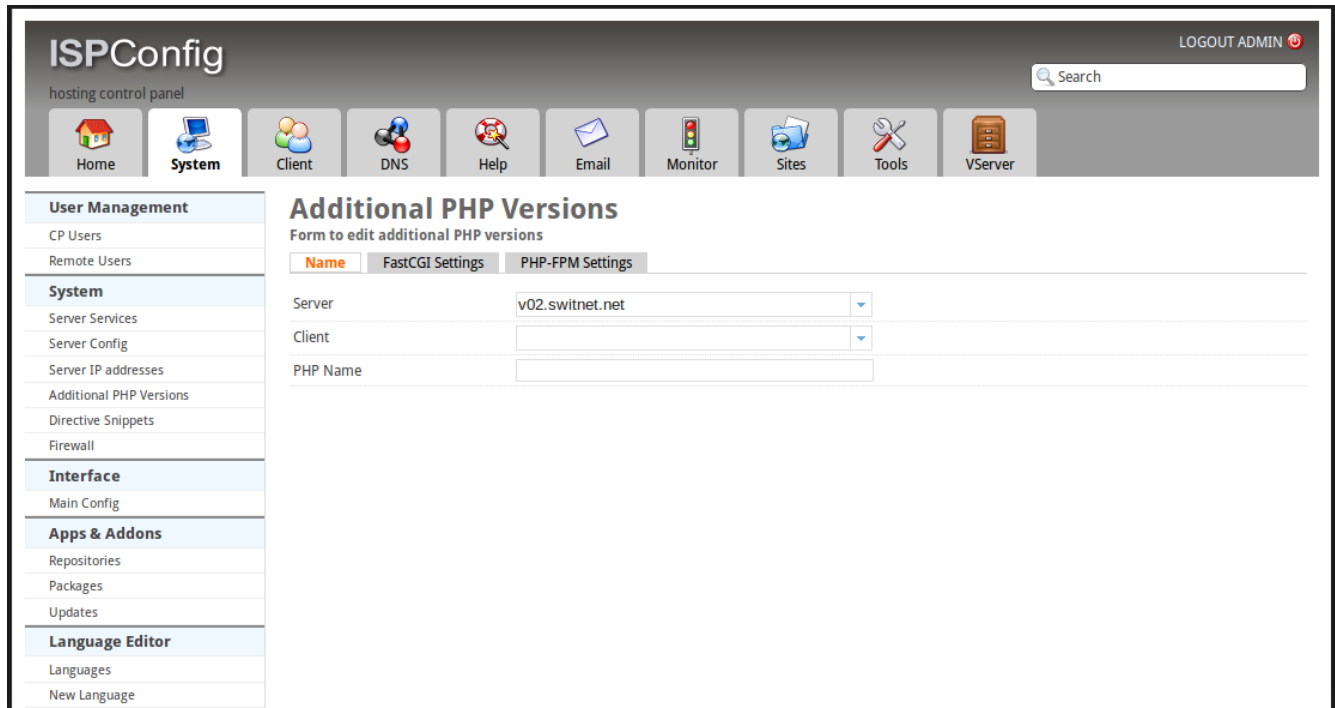 ISPConfig
hosting control panel
LOGOUT ADMIN
Search
Home System Client DNS Help Email Monitor Sites Tools VServer
User Management
CP Users
Remote Users
System
Server Services
Server Config
Server IP addresses
Additional PHP Versions
Directive Snippets
Firewall
Interface
Main Config
Apps & Addons
Repositories
Packages
Updates
Language Editor
Languages
New Language
Additional PHP Versions
Form to edit additional PHP versions
Name FastCGI Settings PHP-FPM Settings
Server v02.switnet.net
Client
PHP Name